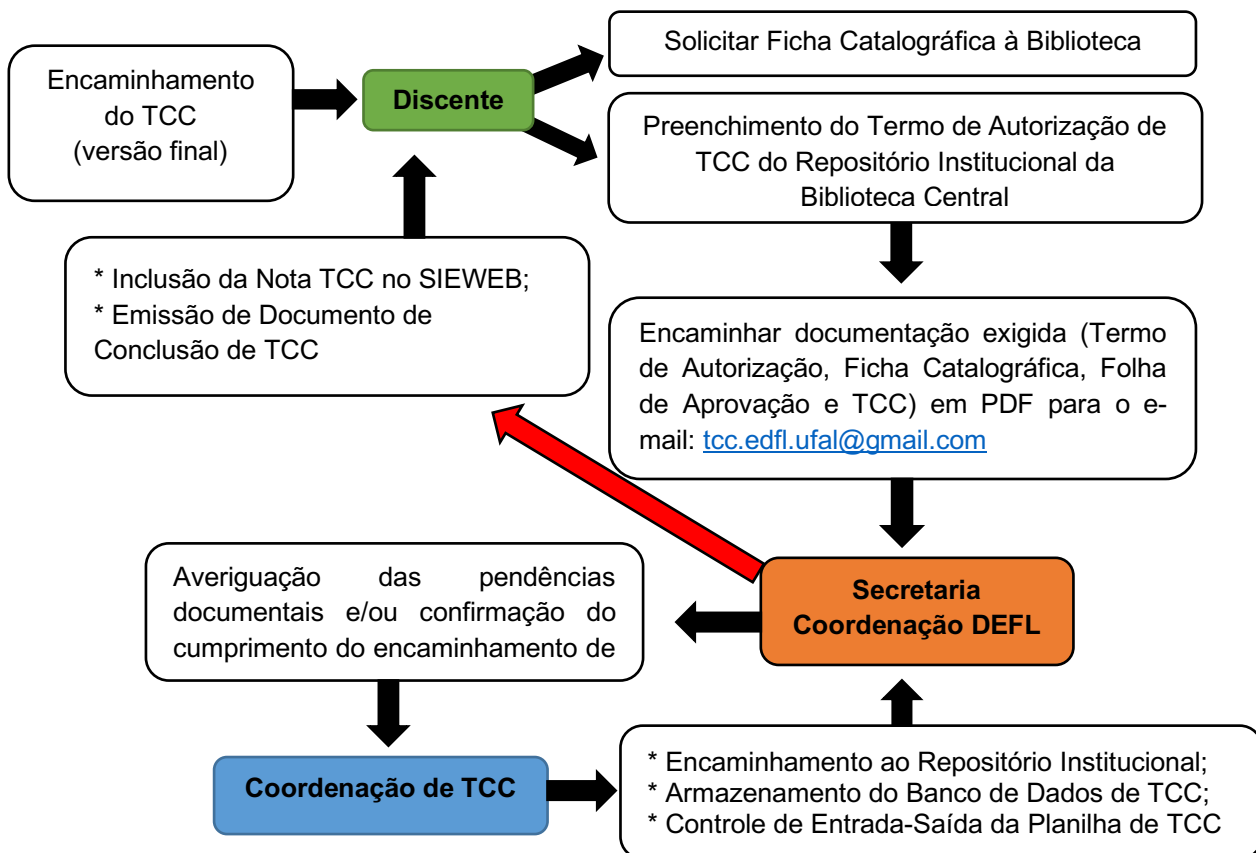 Encaminhamento
do TCC
(versão final)
Discente
Solicitar Ficha Catalográfica à Biblioteca
Preenchimento do Termo de Autorização de
TCC do Repositório Institucional da
Biblioteca Central
* Inclusão da Nota TCC no SIEWEB;
* Emissão de Documento de
Conclusão de TCC
Encaminhar documentação exigida (Termo
de Autorização, Ficha Catalográfica, Folha
de Aprovação e TCC) em PDF para o e-
mail: tcc.edfl.ufal@gmail.com
Secretaria
Coordenação DEFL
Averiguação das pendências
documentais e/ou confirmação do
cumprimento do encaminhamento de
Coordenação de TCC
* Encaminhamento ao Repositório Institucional;
* Armazenamento do Banco de Dados de TCC;
* Controle de Entrada-Saída da Planilha de TCC